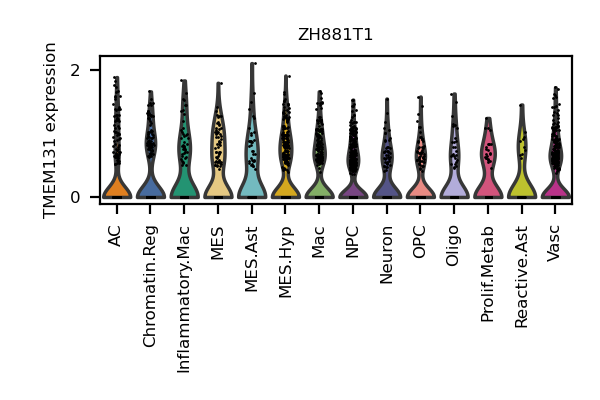 ZH881T1
TMEM131 expression
2
0
AC
Chromatin.Reg
Inflammatory.Mac
MES
MES.Ast
MES.Hyp
Mac
NPC
Neuron
OPC
Oligo
Prolif.Metab
Reactive.Ast
Vasc